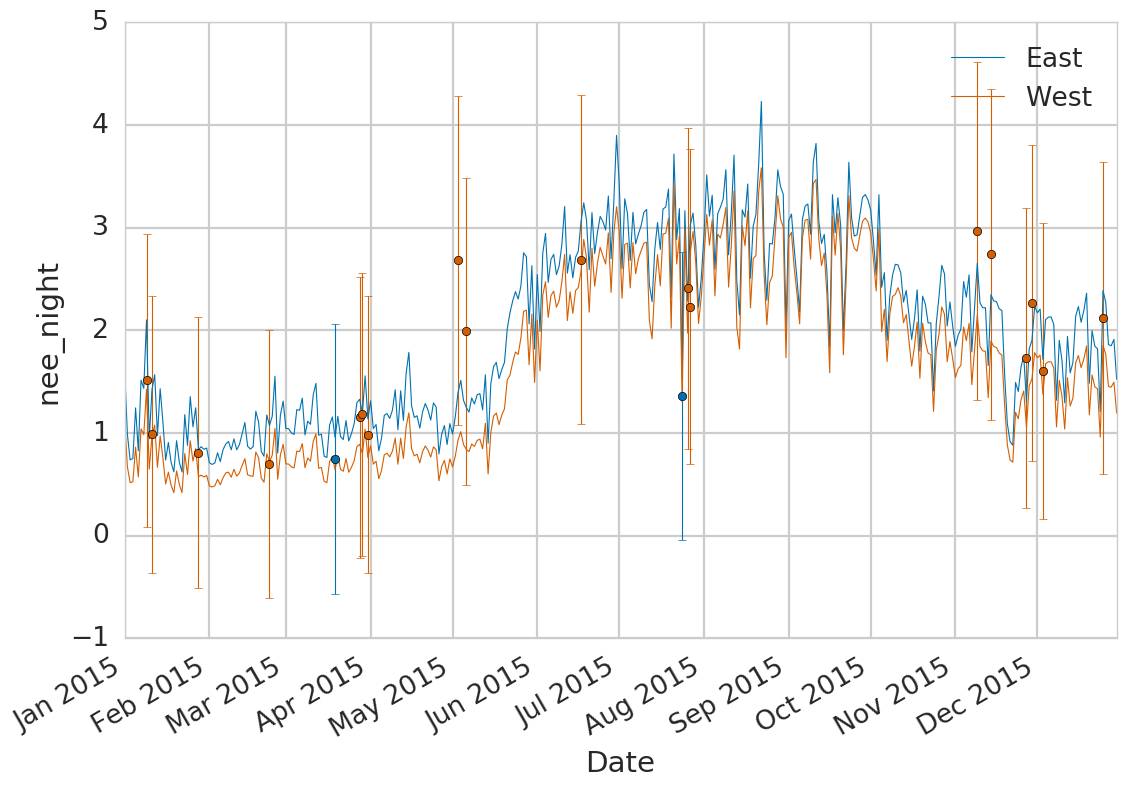 5
4
3
2
1
0
−1
nee_night
East
West
Jan 2015
Feb 2015
Mar 2015
Apr 2015
May 2015
Jun 2015
Jul 2015
Aug 2015
Sep 2015
Oct 2015
Nov 2015
Dec 2015
Date